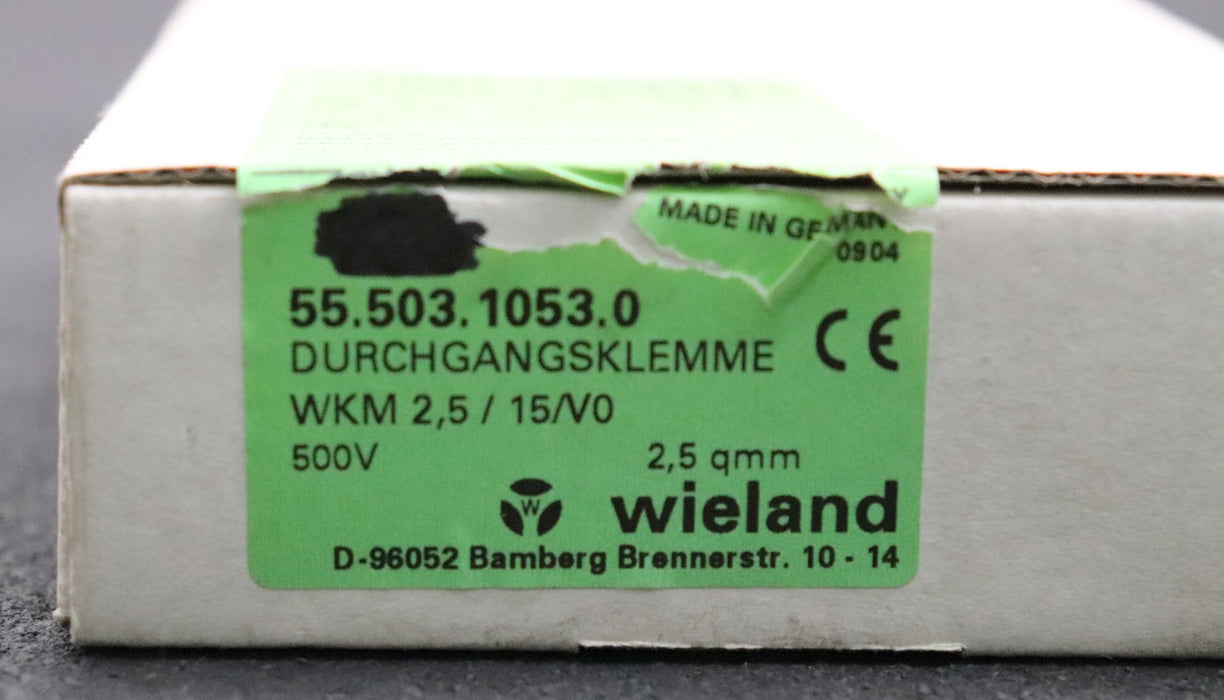 MADE IN GERMANY
0904
55.503.1053.0
DURCHGANGSKLEMME
CE
WKM 2,5 / 15/V0
500V 2,5 qmm
W wieland
D-96052 Bamberg Brennerstr. 10 - 14